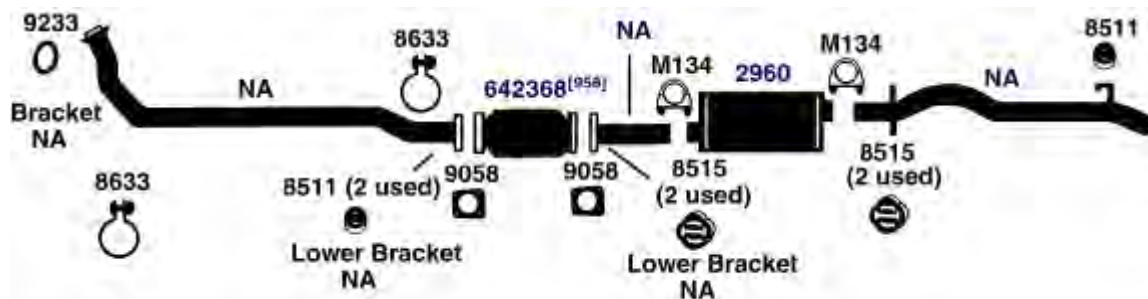 9233
Bracket
NA
8633
NA
8633
8511 (2 used)
Lower Bracket
NA
642368[958]
9058
9058
NA
M134
8515
(2 used)
Lower Bracket
NA
2960
M134
8515
(2 used)
NA
8511